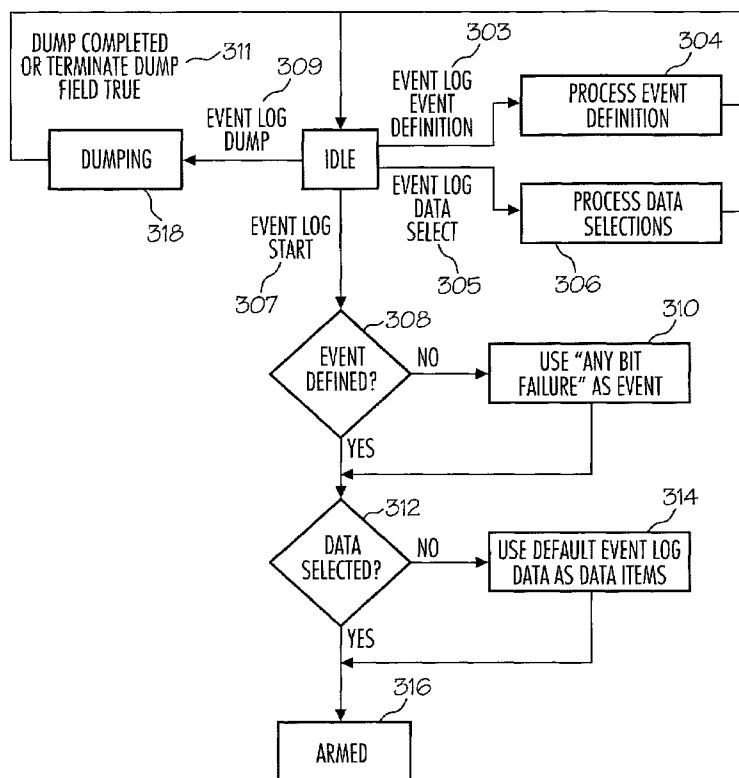 DUMP COMPLETED
OR TERMINATE DUMP
FIELD TRUE
311
309
EVENT LOG
DUMP
303
EVENT LOG
EVENT
DEFINITION
304
PROCESS EVENT
DEFINITION
DUMPING
318
IDLE
EVENT LOG
DATA
SELECT
305
PROCESS DATA
SELECTIONS
306
EVENT LOG
START
307
308
EVENT
DEFINED?
NO
310
USE “ANY BIT
FAILURE” AS EVENT
YES
312
DATA
SELECTED?
NO
314
USE DEFAULT EVENT LOG
DATA AS DATA ITEMS
YES
316
ARMED